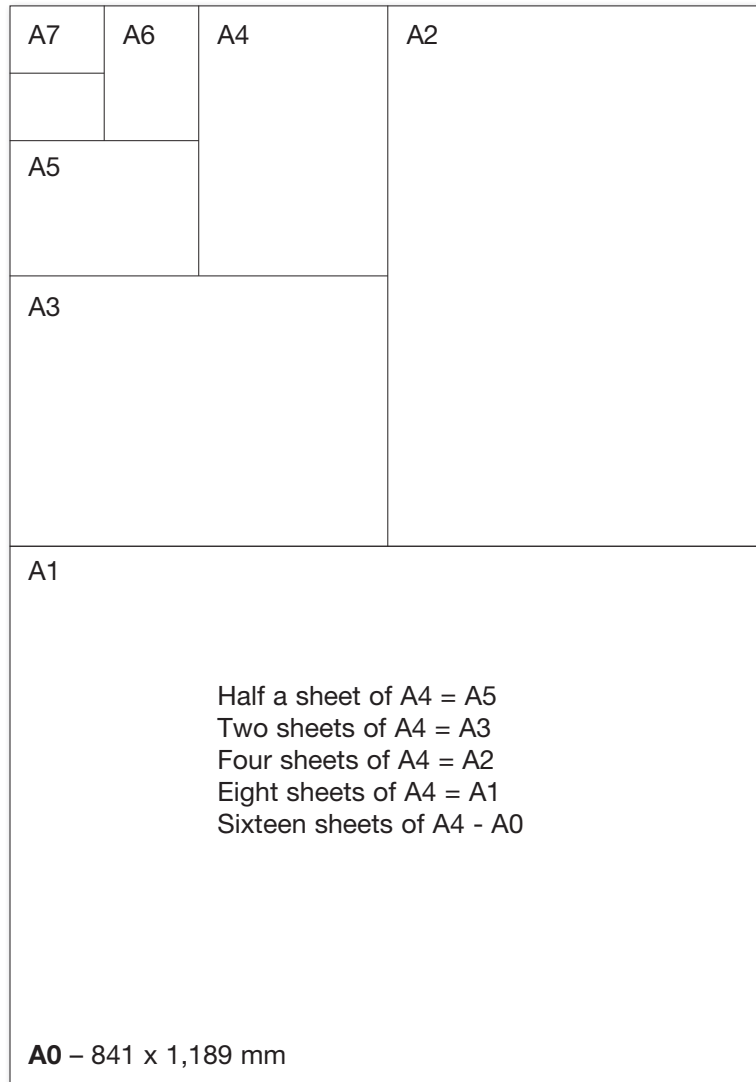 A7 A6 A4 A2
A5
A3
A1
Half a sheet of A4 = A5
Two sheets of A4 = A3
Four sheets of A4 = A2
Eight sheets of A4 = A1
Sixteen sheets of A4 - A0
A0 – 841 x 1,189 mm